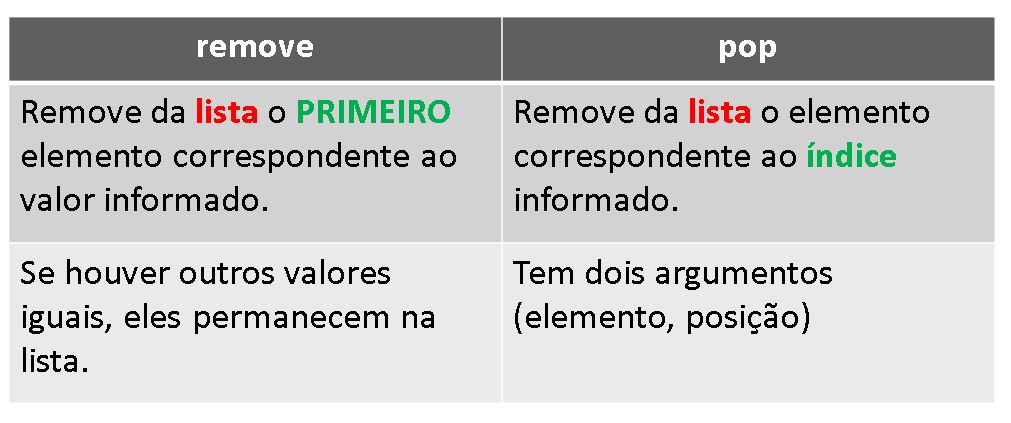 remove
pop
Remove da lista o PRIMEIRO
elemento correspondente ao
valor informado.
Remove da lista o elemento
correspondente ao índice
informado.
Se houver outros valores
iguais, eles permanecem na
lista.
Tem dois argumentos
(elemento, posição)